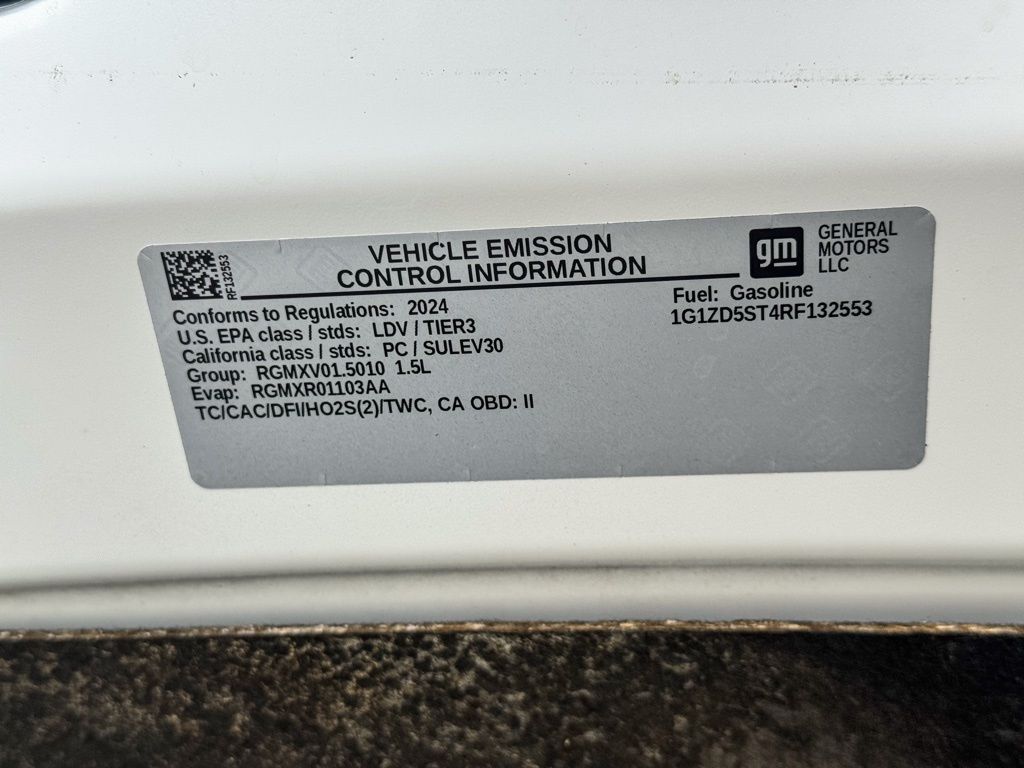 RF132553
VEHICLE EMISSION
CONTROL INFORMATION
gm
GENERAL
MOTORS
LLC
Conforms to Regulations: 2024
U.S. EPA class / stds: LDV / TIER3
California class / stds: PC / SULEV30
Group: RGMXV01.5010 1.5L
Evap: RGMXR01103AA
TC/CAC/DFI/HO2S(2)/TWC, CA OBD: II
Fuel: Gasoline
1G1ZD5ST4RF132553